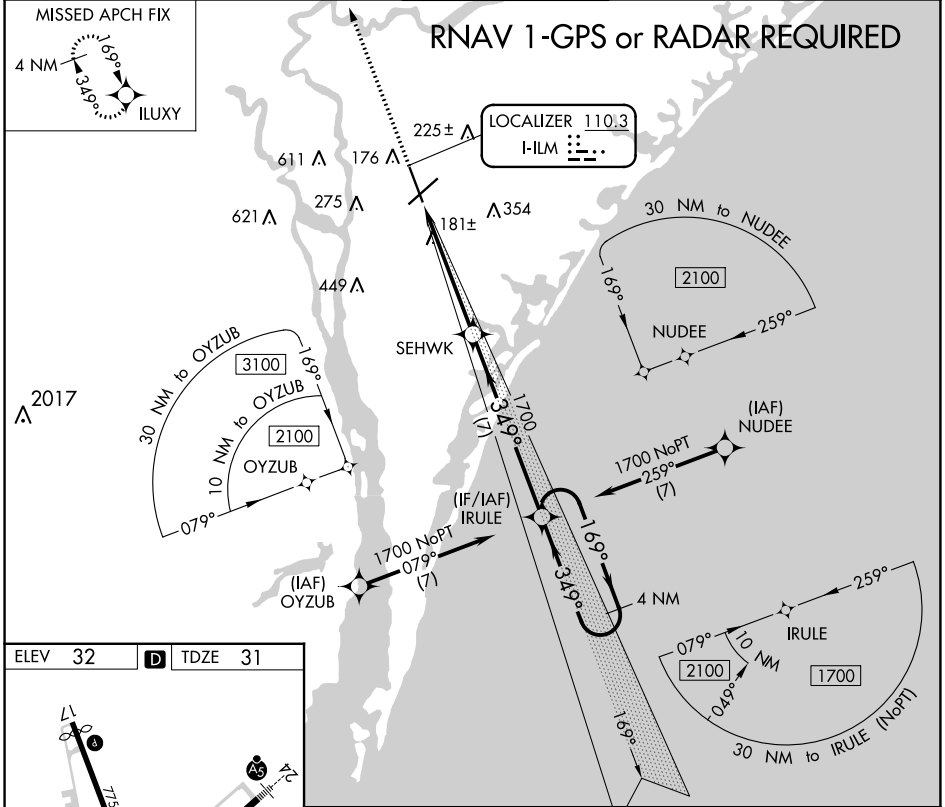 MISSED APCH FIX
4 NM
169°
349°
ILUXY
RNAV 1-GPS or RADAR REQUIRED
LOCALIZER 110.3
I-ILM
225±
611
176
275
621
354
181±
449
2017
30 NM to NUDEE
2100
169°
259°
NUDEE
SEHWK
30 NM to OYZUB
3100
169°
10 NM to OYZUB
2100
OYZUB
079°
1700
349°
(7)
(IAF)
NUDEE
1700 NoPT
259°
(7)
(IF/IAF)
IRULE
1700 NoPT
079°
(7)
(IAF)
OYZUB
169°
349°
4 NM
169°
259°
IRULE
079°
10 NM
2100
1700
049°
30 NM to IRULE (NoPT)
ELEV 32
D
TDZE 31
17
P
775
A5
24